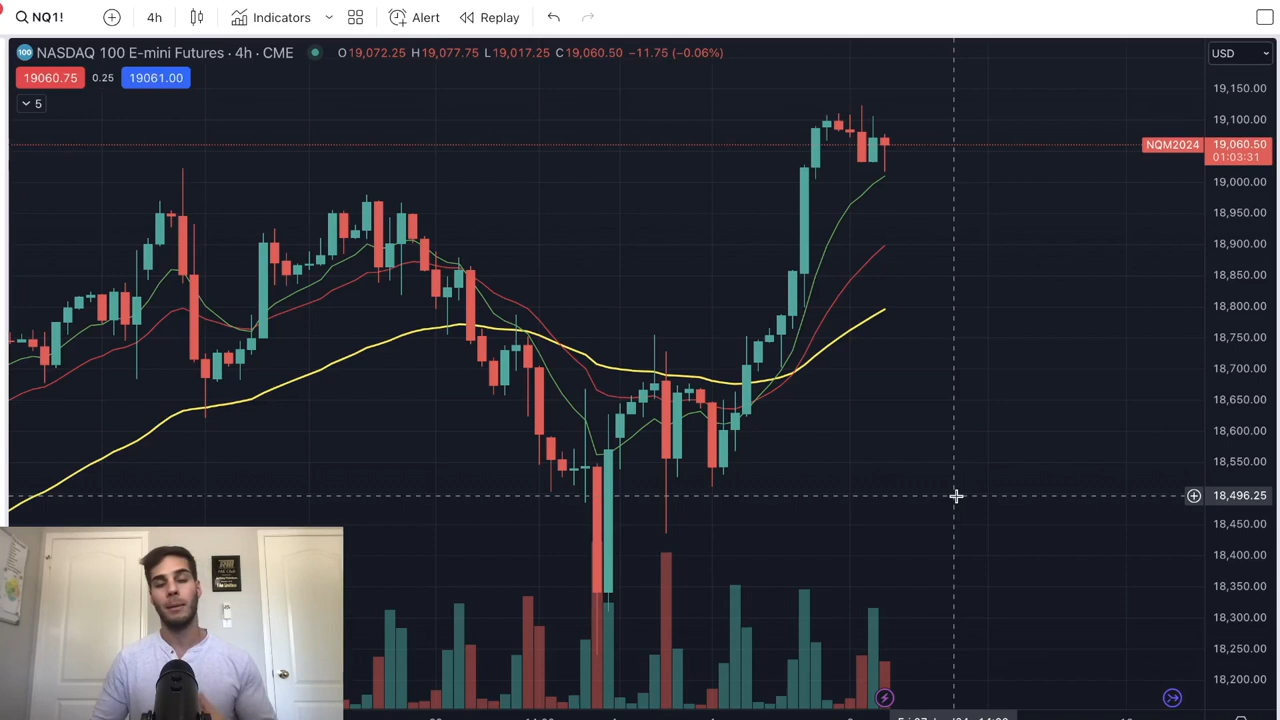 NQ1!
4h
Indicators
Alert
Replay
100 NASDAQ 100 E-mini Futures · 4h · CME
O19,072.25 H19,077.75 L19,017.25 C19,060.50 −11.75 (−0.06%)
USD
19060.75 0.25 19061.00
5
19,150.00
19,100.00
NQM2024 19,060.50
01:03:31
19,000.00
18,950.00
18,900.00
18,850.00
18,800.00
18,750.00
18,700.00
18,650.00
18,600.00
18,550.00
18,496.25
18,450.00
18,400.00
18,350.00
18,300.00
18,250.00
18,200.00